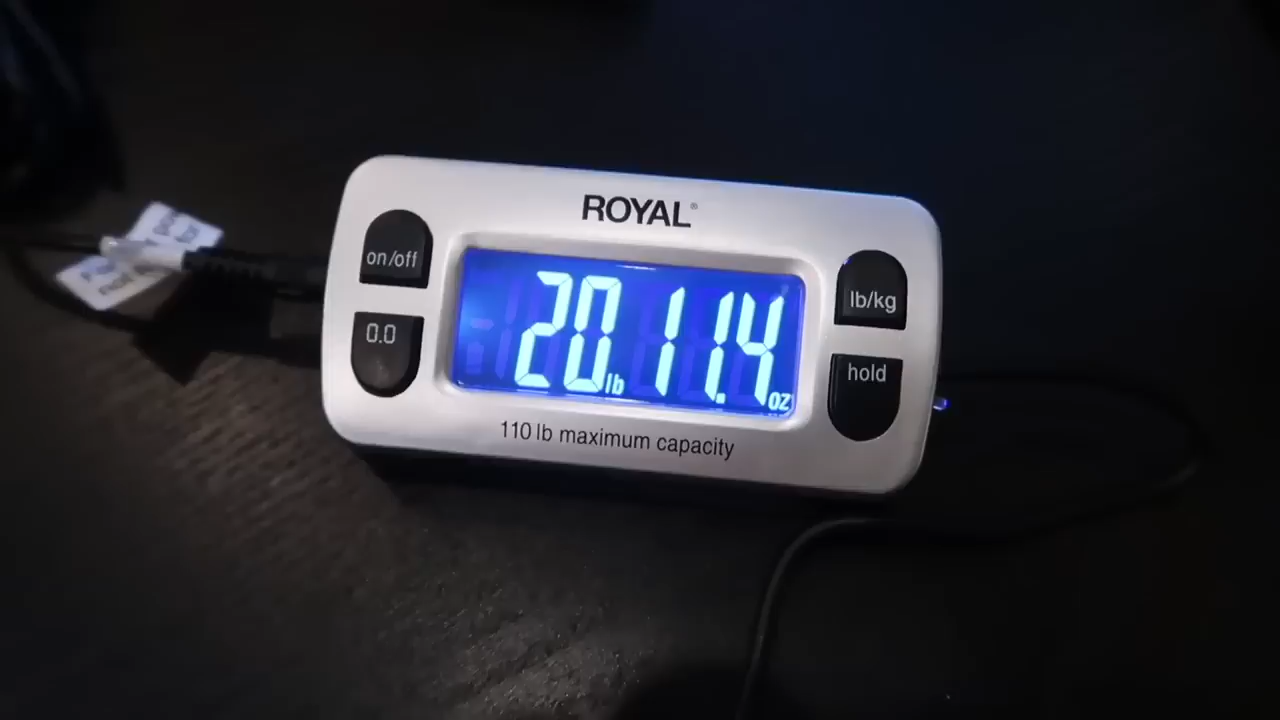 ROYAL®
on/off
lb/kg
20 lb 11.4 oz
0.0
hold
110 lb maximum capacity